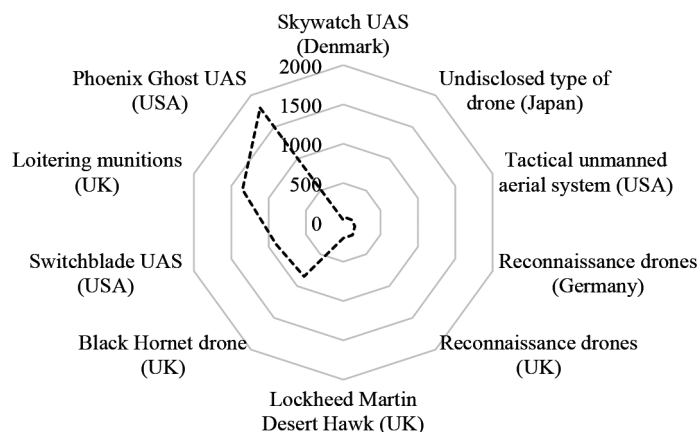 Skywatch UAS
(Denmark)
Undisclosed type of
drone (Japan)
Tactical unmanned
aerial system (USA)
Reconnaissance drones
(Germany)
Reconnaissance drones
(UK)
Lockheed Martin
Desert Hawk (UK)
Black Hornet drone
(UK)
Switchblade UAS
(USA)
Loitering munitions
(UK)
Phoenix Ghost UAS
(USA)
2000
1500
1000
500
0